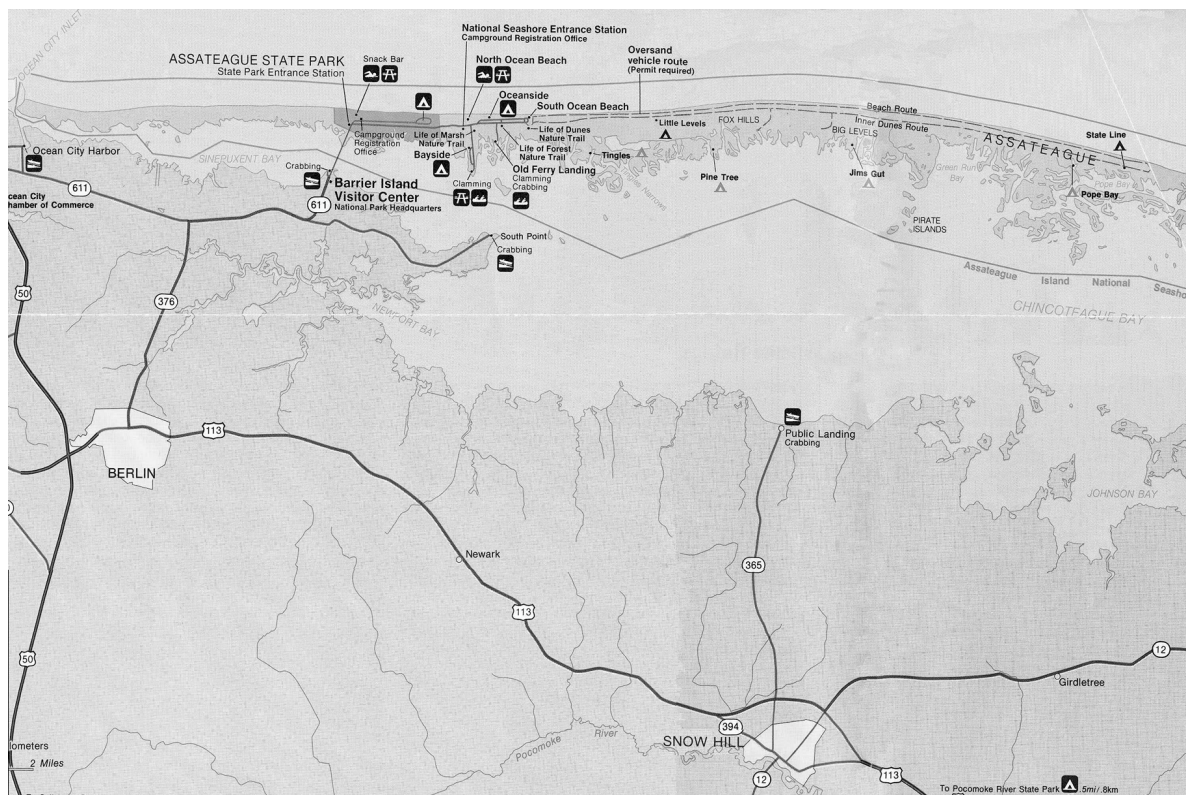 OCEAN CITY INLET
National Seashore Entrance Station
Campground Registration Office
ASSATEAGUE STATE PARK
State Park Entrance Station
Snack Bar
North Ocean Beach
Oversand
vehicle route
(Permit required)
Oceanside
South Ocean Beach
Beach Route
Inner Dunes Route
Little Levels
FOX HILLS
BIG LEVELS
ASSATEAGUE
State Line
Ocean City Harbor
SINEPUXENT BAY
Campground
Registration
Office
Life of Marsh
Nature Trail
Life of Dunes
Nature Trail
Life of Forest
Nature Trail
Bayside
Tingles
Pine Tree
Jims Gut
Green Run
Bay
Pope Bay
Pope Bay
Old Ferry Landing
Clamming
Crabbing
Clamming
Crabbing
Barrier Island
Visitor Center
National Park Headquarters
611
611
cean City
hamber of Commerce
Narrows
PIRATE
ISLANDS
South Point
Crabbing
Assateague Island National Seasho
CHINCOTEAGUE BAY
50
376
NEWPORT BAY
113
BERLIN
Public Landing
Crabbing
JOHNSON BAY
Newark
365
113
50
12
Girdletree
394
SNOW HILL
Pocomoke River
12
113
lometers
2 Miles
To Pocomoke River State Park .5mi/.8km